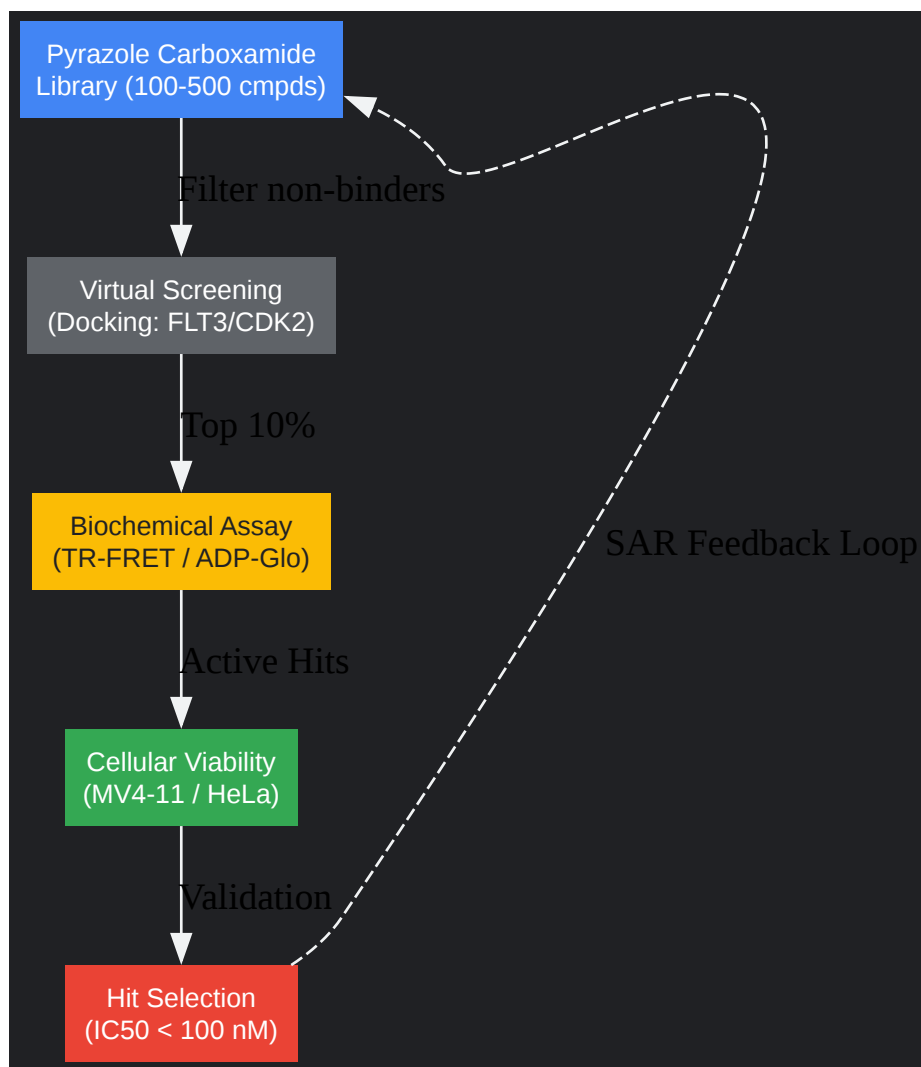 Pyrazole Carboxamide
Library (100-500 cmpds)
Filter non-binders
Virtual Screening
(Docking: FLT3/CDK2)
Top 10%
Biochemical Assay
(TR-FRET / ADP-Glo)
SAR Feedback Loop
Active Hits
Cellular Viability
(MV4-11 / HeLa)
Validation
Hit Selection
(IC50 < 100 nM)